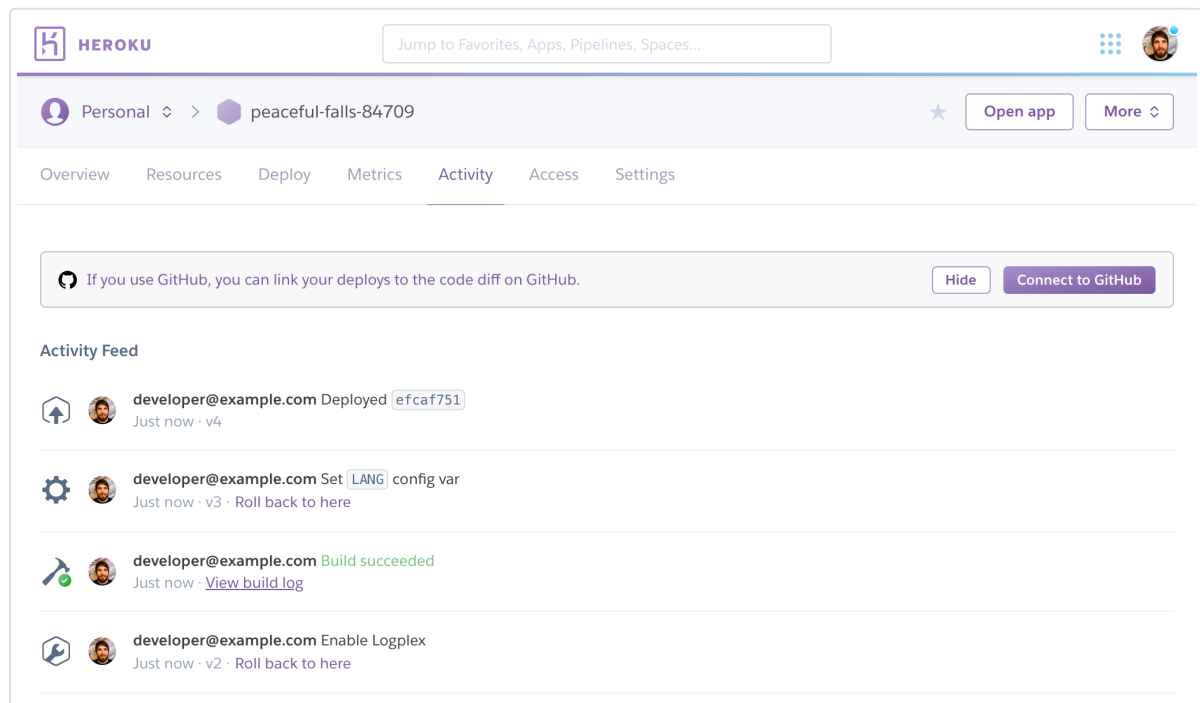 HEROKU
Jump to Favorites, Apps, Pipelines, Spaces...
Personal
peaceful-falls-84709
Open app
More
Overview Resources Deploy Metrics Activity Access Settings
If you use GitHub, you can link your deploys to the code diff on GitHub.
Hide
Connect to GitHub
Activity Feed
developer@example.com Deployed efcaf751
Just now · v4
developer@example.com Set LANG config var
Just now · v3 · Roll back to here
developer@example.com Build succeeded
Just now · View build log
developer@example.com Enable Logplex
Just now · v2 · Roll back to here